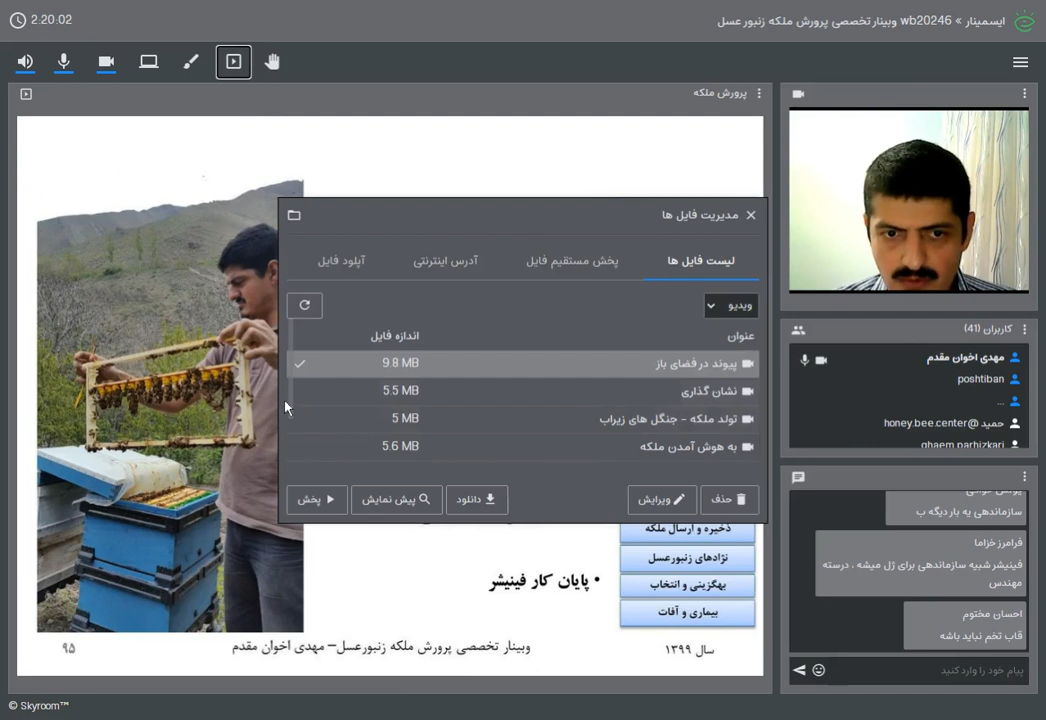 2.20.02
ایسمینار » wb20246 وبینار تخصصی پرورش ملکه زنبور عسل
پرورش ملکه
مدیریت فایل ها
لیست فایل ها
پخش مستقیم فایل
آدرس اینترنتی
آپلود فایل
ویدیو
عنوان
اندازه فایل
پیوند در فضای باز
9.8 MB
نشان گذاری
5.5 MB
تولد ملکه - جنگل های زیراب
5 MB
به هوش آمدن ملکه
5.6 MB
حذف
ویرایش
دانلود
پیش نمایش
پخش
ذخیره و ارسال ملکه
نژادهای زنبورعسل
بهگزینی و انتخاب
بیماری و آفات
• پایان کار فینیشر
سال ۱۳۹۹
وبینار تخصصی پرورش ملکه زنبورعسل– مهدی اخوان مقدم
۹۵
کاربران (41)
مهدی اخوان مقدم
poshtiban
...
حمید @honey.bee.center
ghaem parhizkari
سازماندهی یه بار دیگه ب
فرامرز خزاما
فینیشر شبیه سازماندهی برای ژل میشه . درسته
مهندس
احسان مختوم
قاب تخم نباید باشه
پیام خود را وارد کنید
© Skyroom™